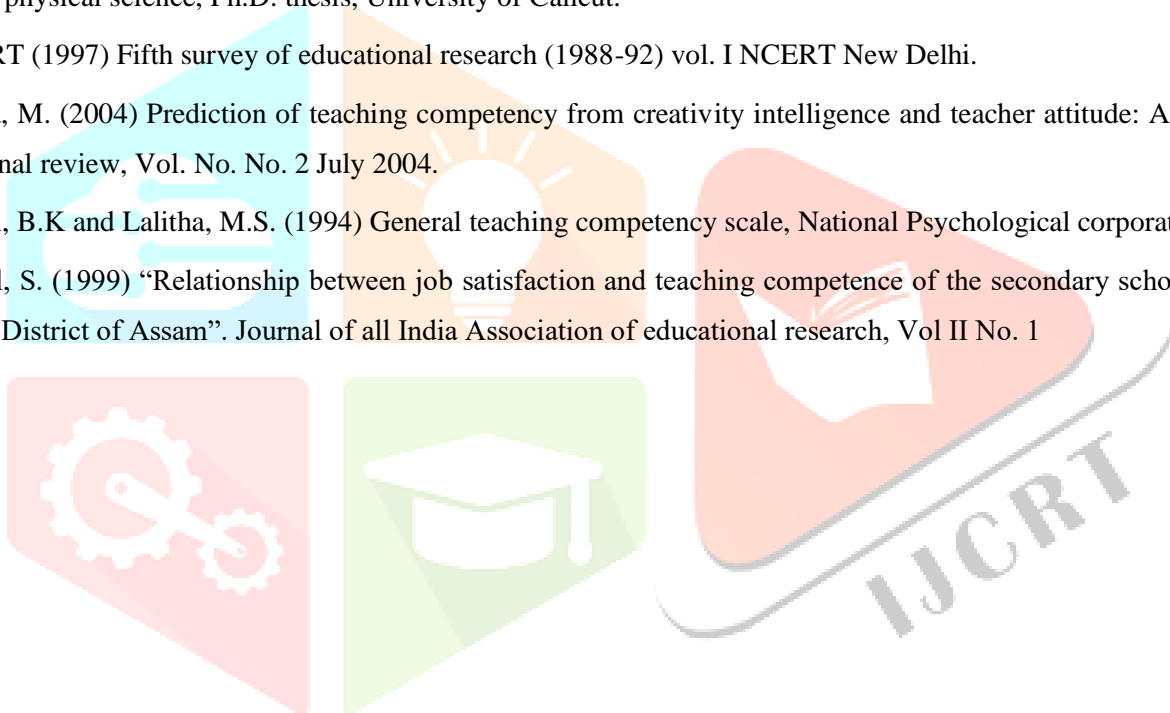 physical science, Ph.D. thesis, University of Calicut.
RT (1997) Fifth survey of educational research (1988-92) vol. I NCERT New Delhi.
, M. (2004) Prediction of teaching competency from creativity intelligence and teacher attitude: A
nal review, Vol. No. No. 2 July 2004.
, B.K and Lalitha, M.S. (1994) General teaching competency scale, National Psychological corporat
l, S. (1999) “Relationship between job satisfaction and teaching competence of the secondary scho
District of Assam”. Journal of all India Association of educational research, Vol II No. 1
IJCRT